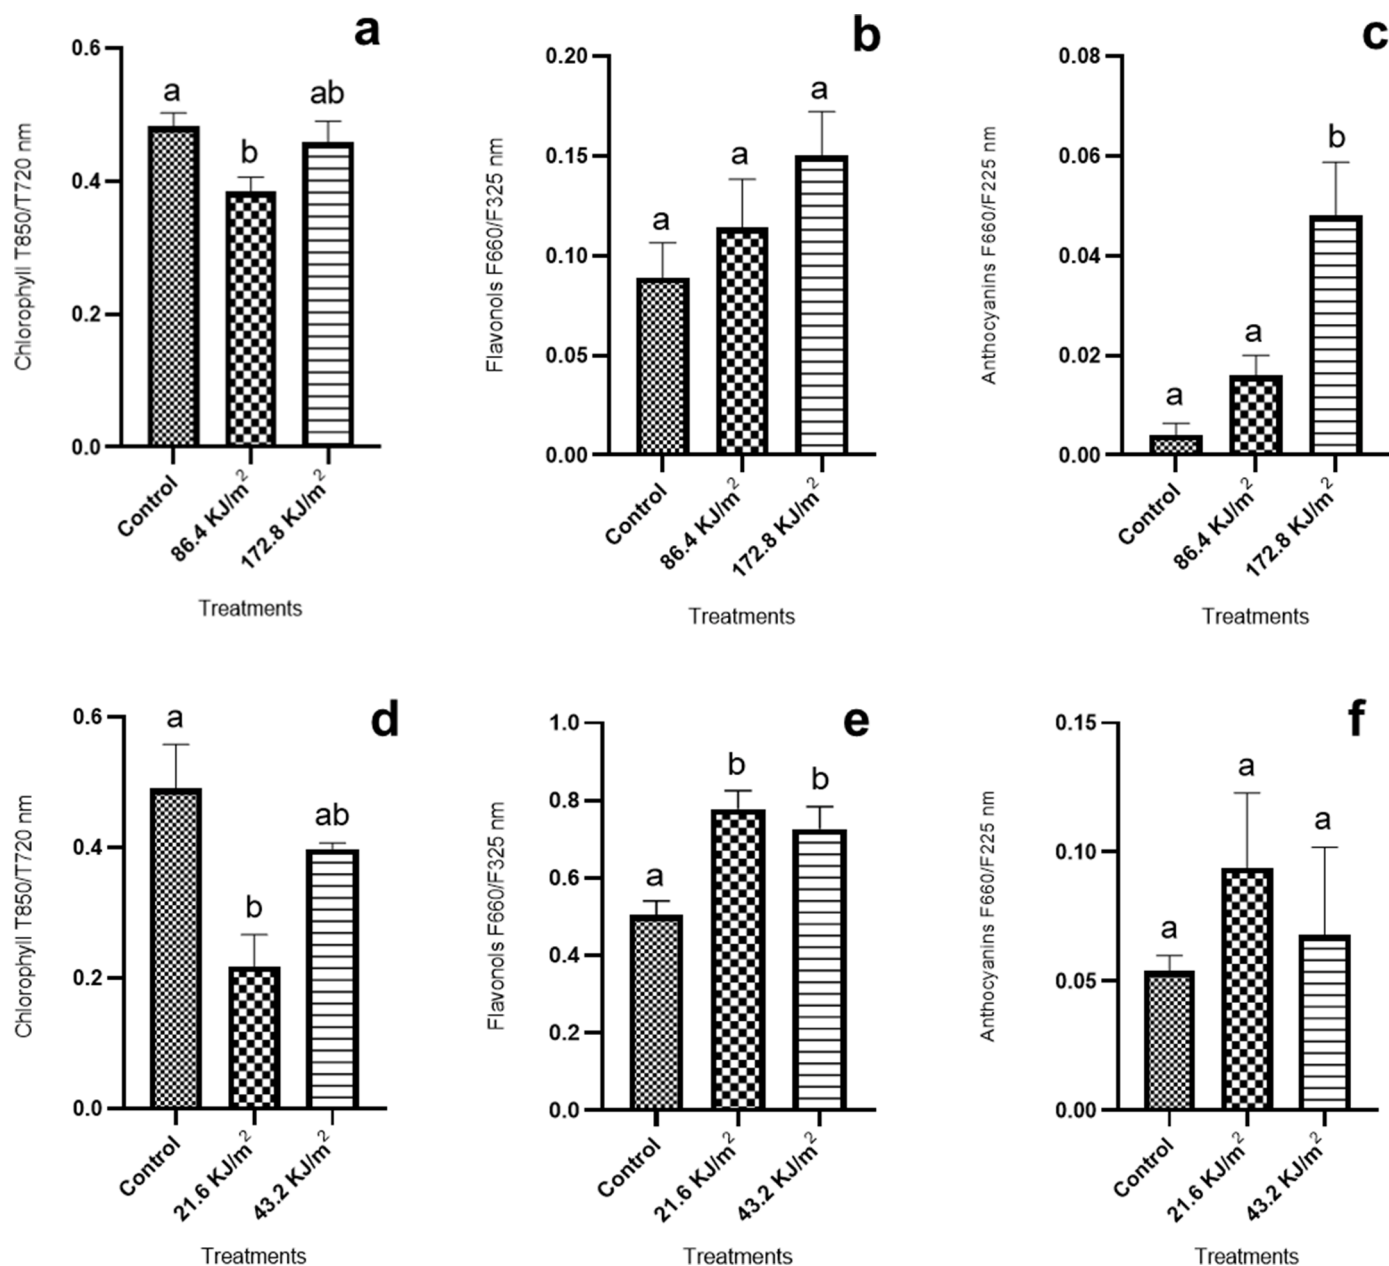 a
Chlorophyll T850/T720 nm
0.6
0.4
0.2
0.0
a
b
ab
Control
86.4 KJ/m²
172.8 KJ/m²
Treatments
b
Flavonols F660/F325 nm
0.20
0.15
0.10
0.05
0.00
a
a
a
Control
86.4 KJ/m²
172.8 KJ/m²
Treatments
c
Anthocyanins F660/F225 nm
0.08
0.06
0.04
0.02
0.00
a
a
b
Control
86.4 KJ/m²
172.8 KJ/m²
Treatments
d
Chlorophyll T850/T720 nm
0.6
0.4
0.2
0.0
a
b
ab
Control
21.6 KJ/m²
43.2 KJ/m²
Treatments
e
Flavonols F660/F325 nm
1.0
0.8
0.6
0.4
0.2
0.0
a
b
b
Control
21.6 KJ/m²
43.2 KJ/m²
Treatments
f
Anthocyanins F660/F225 nm
0.15
0.10
0.05
0.00
a
a
a
Control
21.6 KJ/m²
43.2 KJ/m²
Treatments